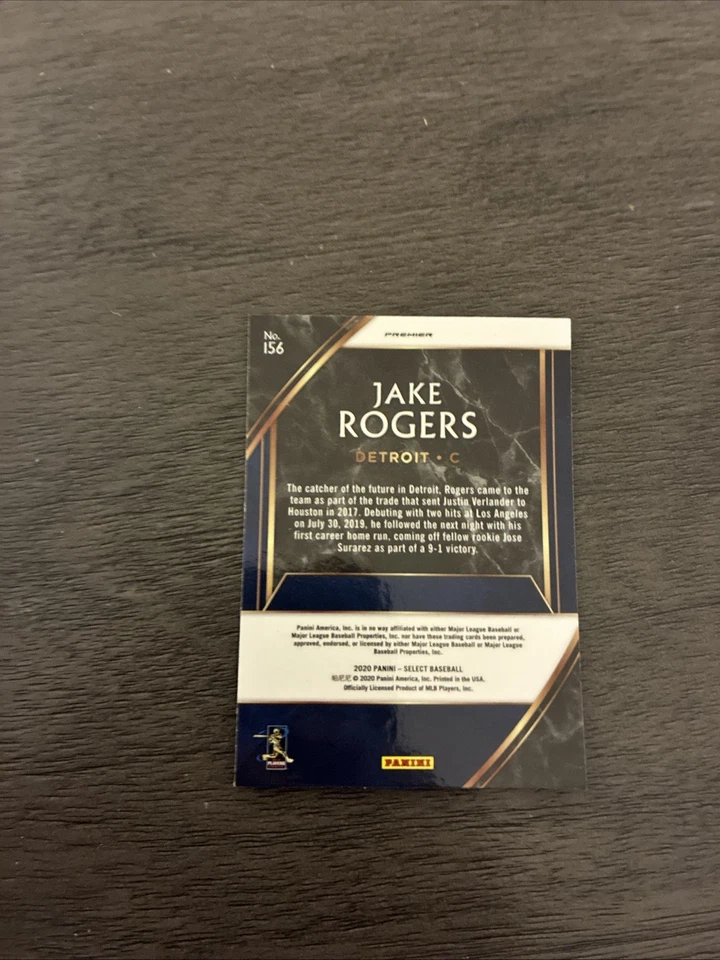 No.
156
PREMIER
JAKE
ROGERS
DETROIT • C
The catcher of the future in Detroit, Rogers came to the
team as part of the trade that sent Justin Verlander to
Houston in 2017. Debuting with two hits at Los Angeles
on July 30, 2019, he followed the next night with his
first career home run, coming off fellow rookie Jose
Surarez as part of a 9-1 victory.
Panini America, Inc. is in no way affiliated with either Major League Baseball or
Major League Baseball Properties, Inc. nor have these trading cards been prepared,
approved, endorsed, or licensed by either Major League Baseball or Major League
Baseball Properties, Inc.
2020 PANINI – SELECT BASEBALL
帕尼尼 © 2020 Panini America, Inc. Printed in the USA.
Officially Licensed Product of MLB Players, Inc.
PLAYERS
PANINI